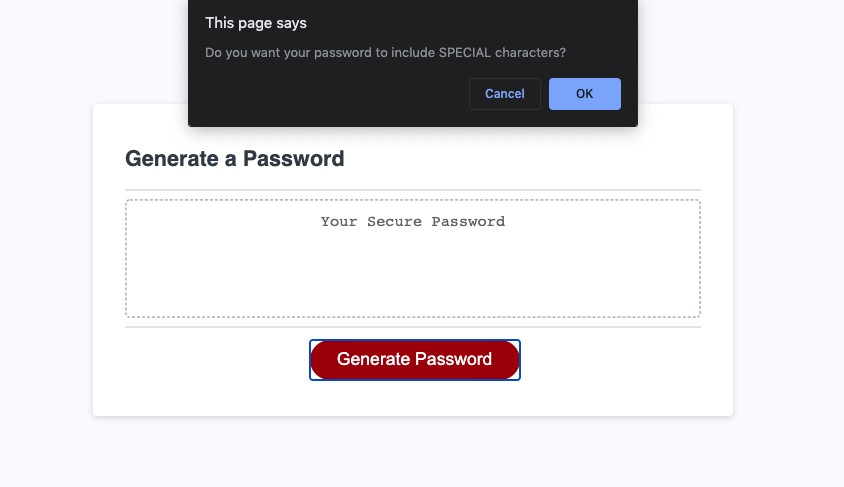 This page says
Do you want your password to include SPECIAL characters?
Cancel OK
Generate a Password
Your Secure Password
Generate Password